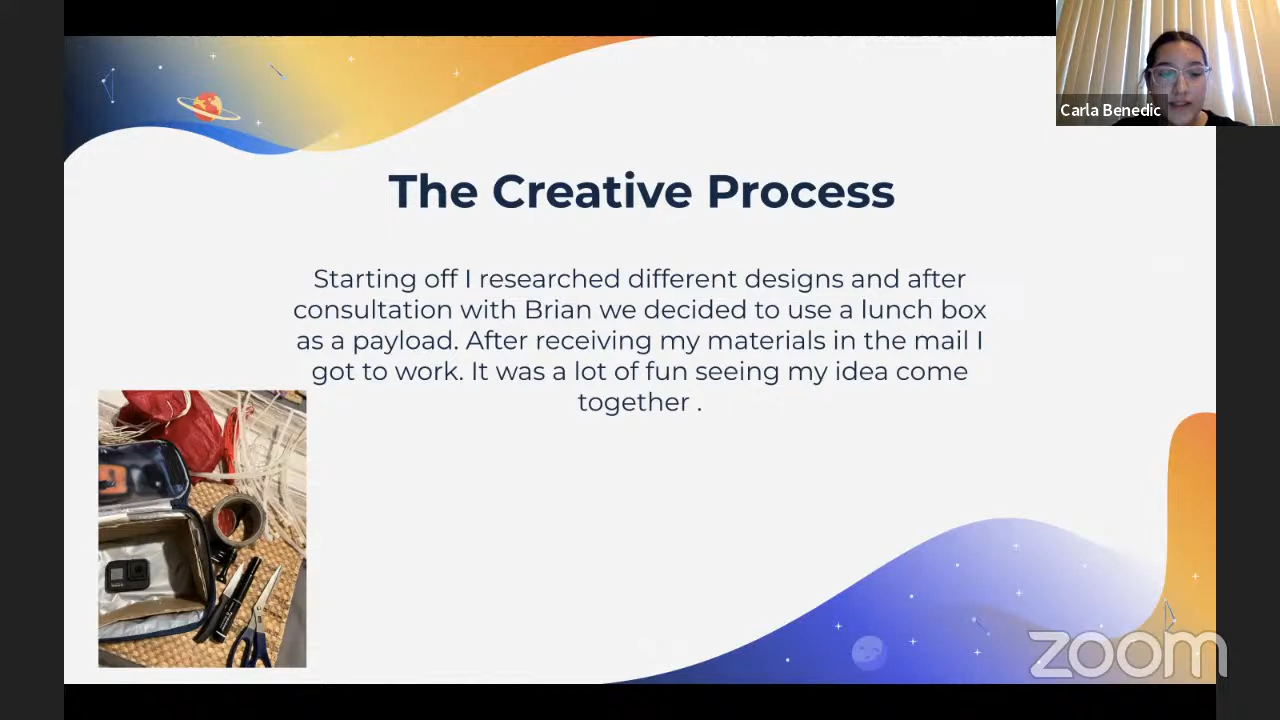 Carla Benedic
The Creative Process
Starting off I researched different designs and after
consultation with Brian we decided to use a lunch box
as a payload. After receiving my materials in the mail I
got to work. It was a lot of fun seeing my idea come
together .
zoom